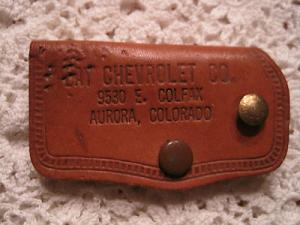 CHEVROLET CO.
9530 E. COLFAX
AURORA, COLORADO